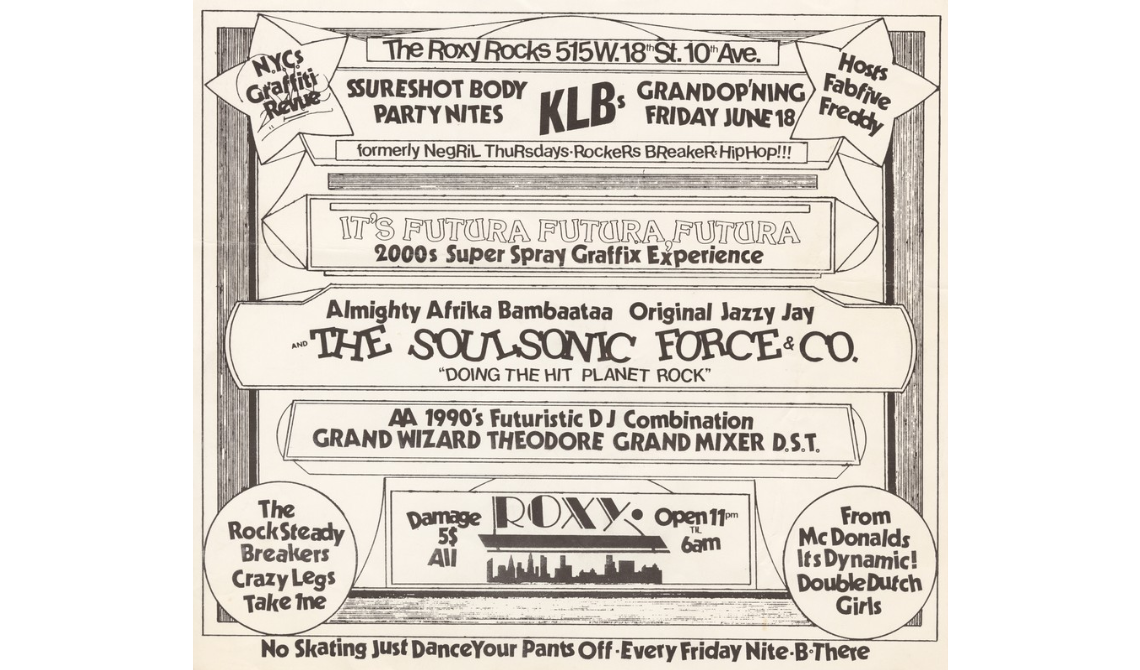 The Roxy Rocks 515 W. 18th St. 10th Ave.
NYCs
Graffiti
Revue
Hosts
Fabfive
Freddy
SSURESHOT BODY
PARTY NITES
KLBs
GRANDOP'NING
FRIDAY JUNE 18
formerly NegRiL ThuRsdays·RockeRs BReakeR·HipHop!!!
IT'S FUTURA FUTURA, FUTURA
2000s Super Spray Graffix Experience
Almighty Afrika Bambaataa Original Jazzy Jay
AND THE SOULSONIC FORCE & CO.
"DOING THE HIT PLANET ROCK"
AA 1990's Futuristic DJ Combination
GRAND WIZARD THEODORE GRAND MIXER D.S.T.
The
RockSteady
Breakers
Crazy Legs
Take 1ne
Damage
5$
All
ROXY
Open 11pm
TIL
6am
From
McDonalds
Its Dynamic!
Double Dutch
Girls
No Skating Just Dance Your Pants Off · Every Friday Nite · B · There